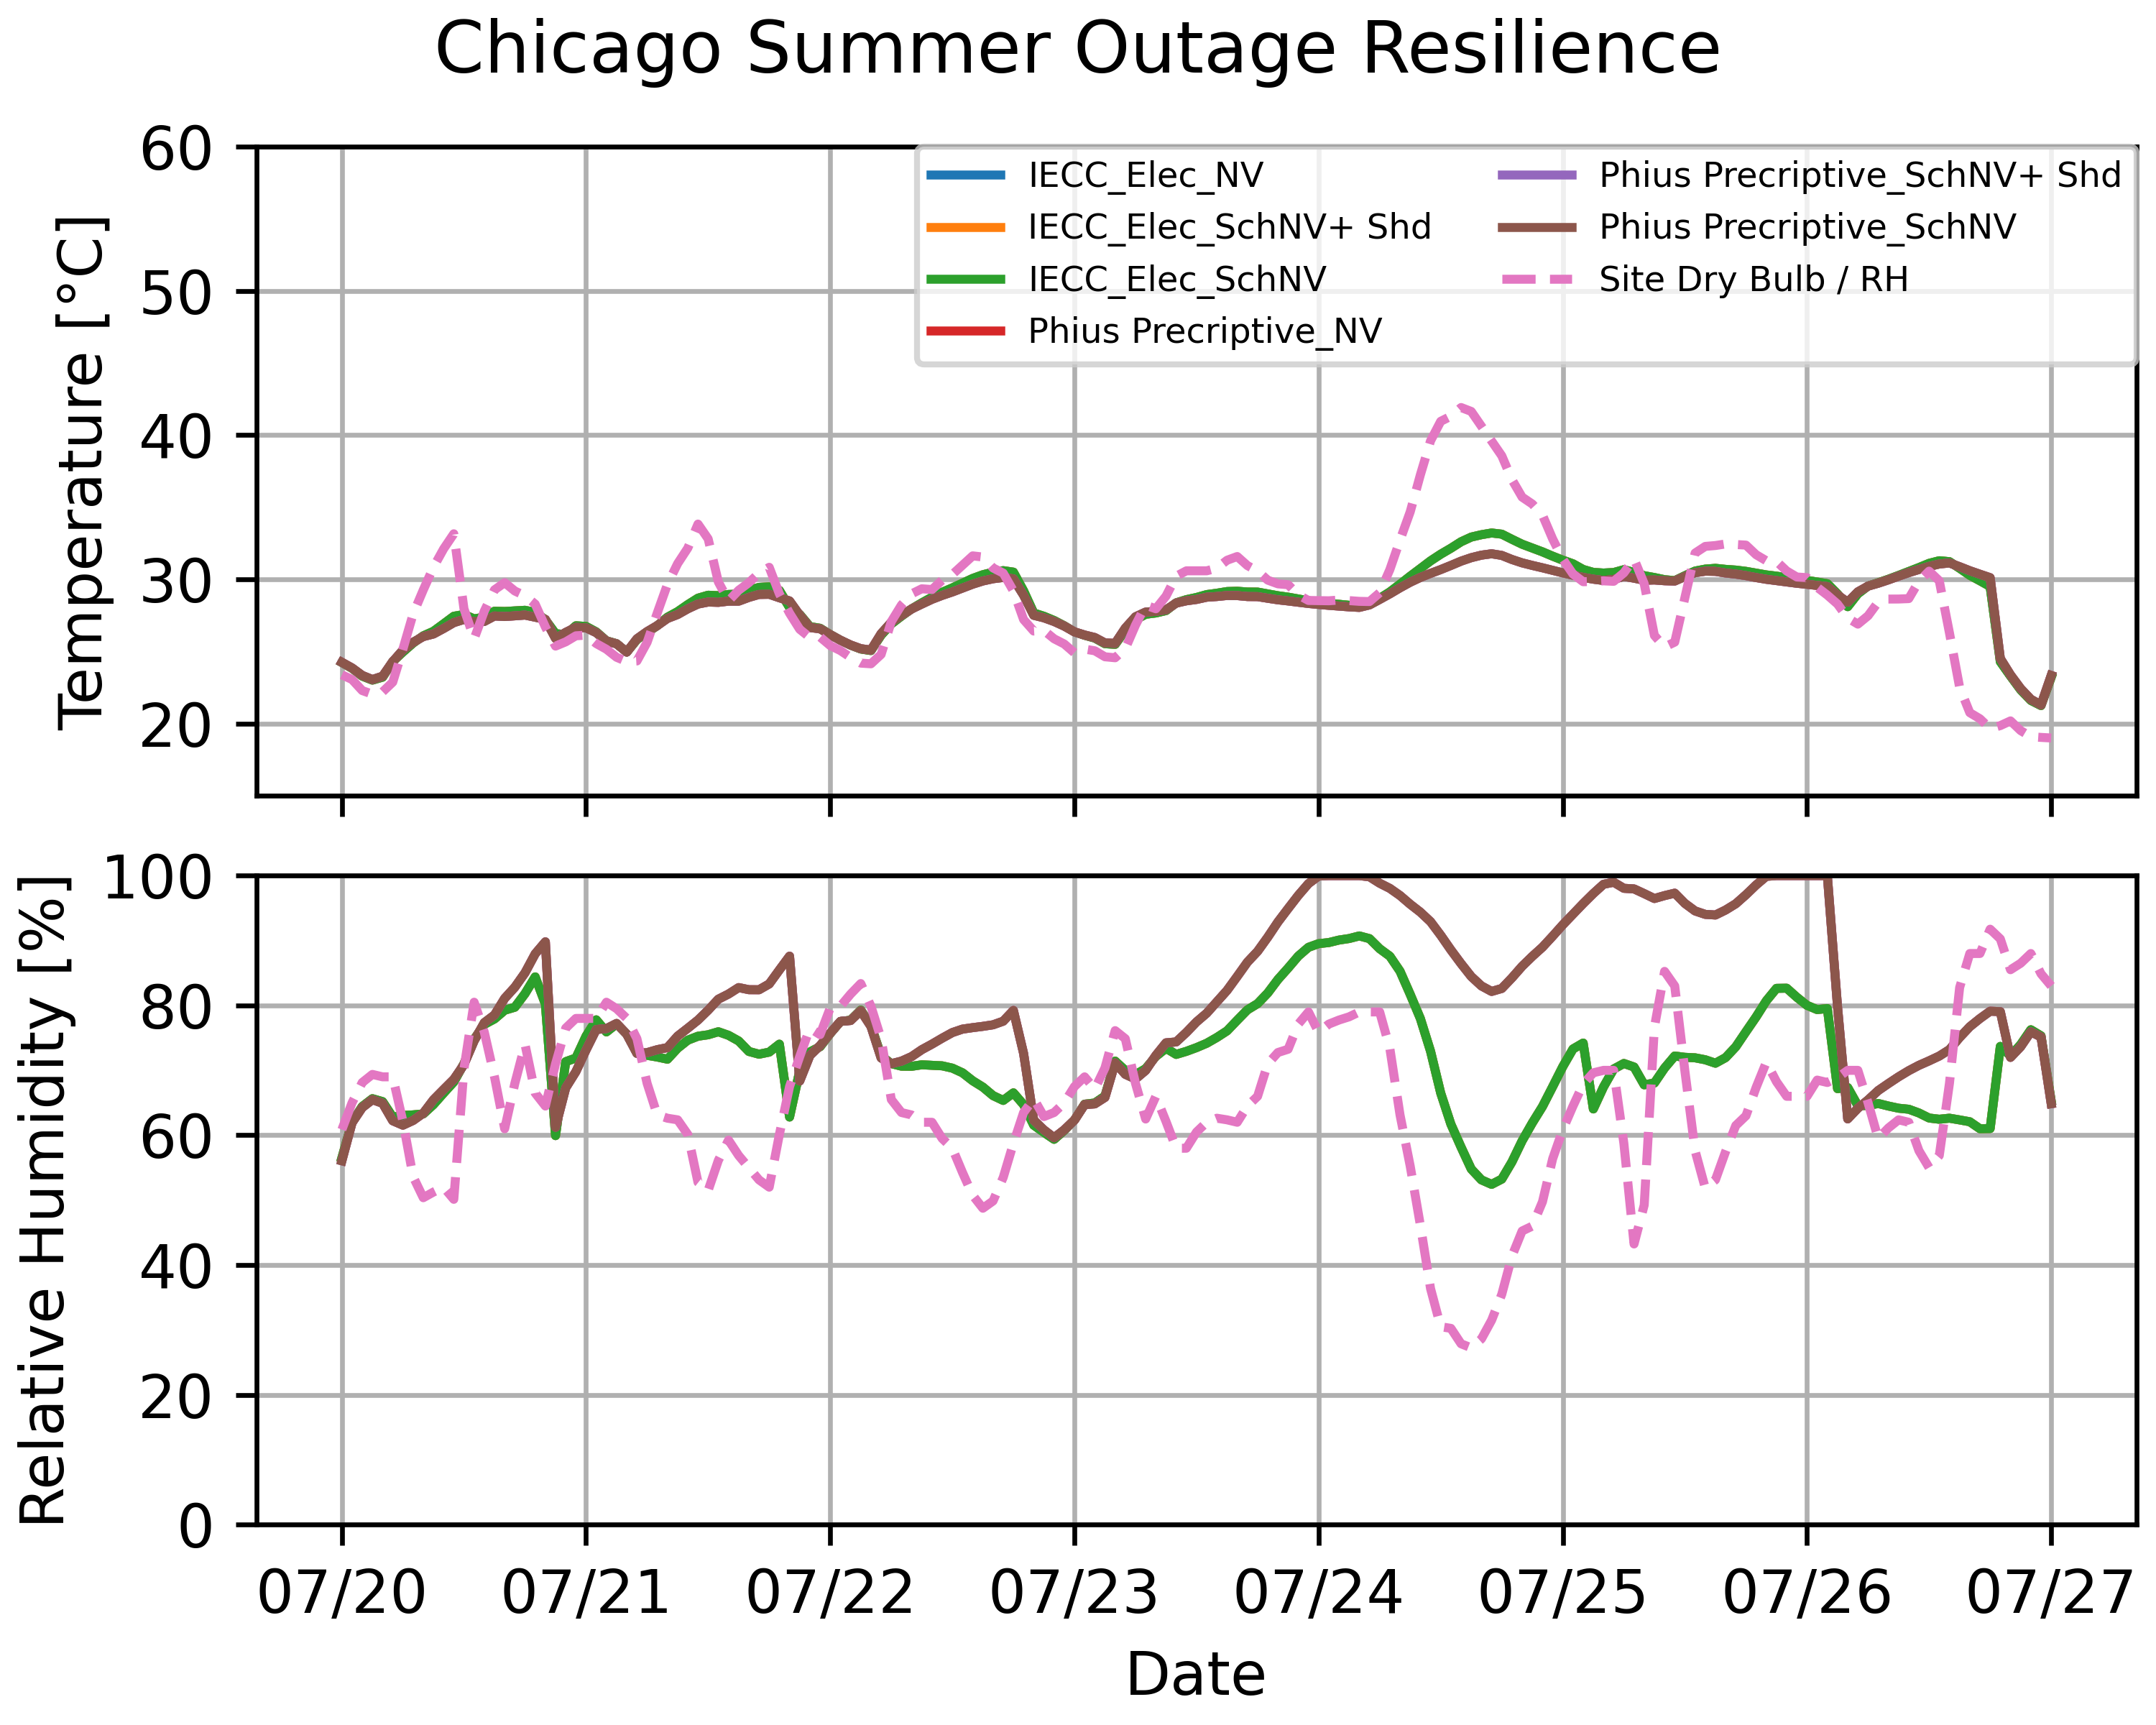 Chicago Summer Outage Resilience
Temperature [°C]
60
50
40
30
20
IECC_Elec_NV
IECC_Elec_SchNV+ Shd
IECC_Elec_SchNV
Phius Precriptive_NV
Phius Precriptive_SchNV+ Shd
Phius Precriptive_SchNV
Site Dry Bulb / RH
Relative Humidity [%]
100
80
60
40
20
0
07/20 07/21 07/22 07/23 07/24 07/25 07/26 07/27
Date